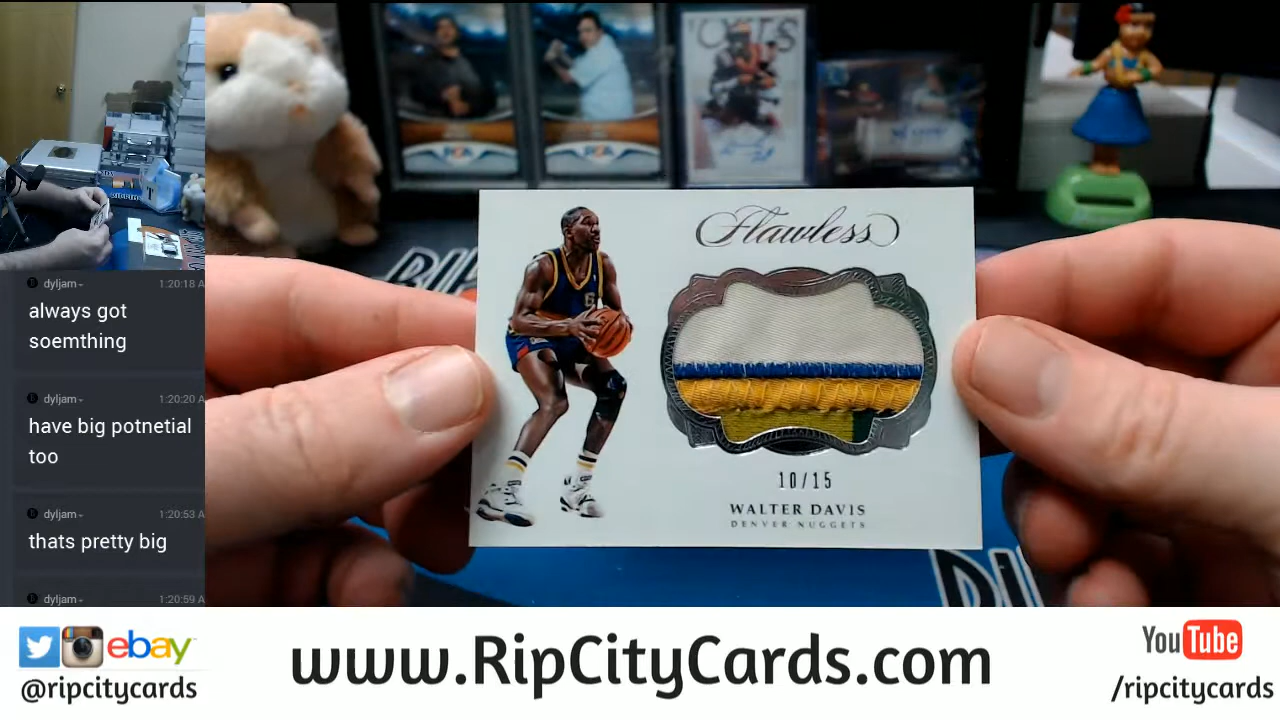 dyljam
1:20:18 A
always got
soemthing
dyljam
1:20:20 A
have big potnetial
too
dyljam
1:20:53 A
thats pretty big
dyljam
1:20:59 A
Flawless
6
10/15
WALTER DAVIS
DENVER NUGGETS
ebay
@ripcitycards
www.RipCityCards.com
YouTube
/ripcitycards